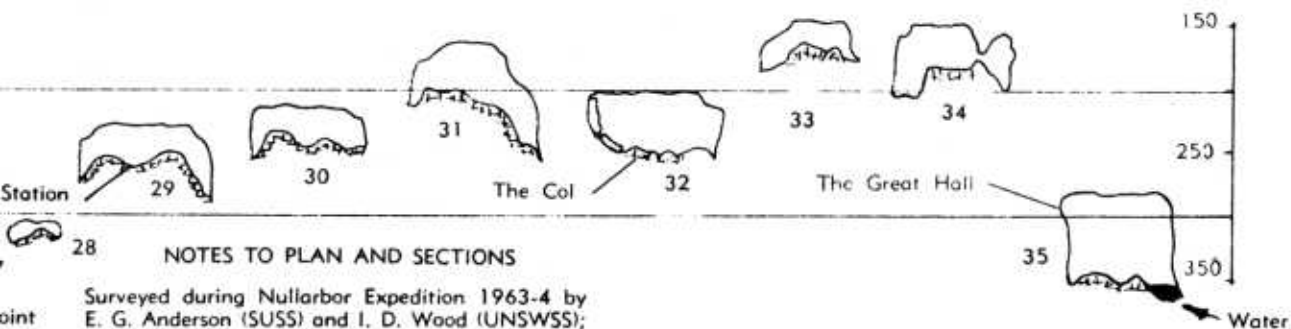 150
31
33
34
30
32
250
29
Station
The Col
The Great Hall
28
NOTES TO PLAN AND SECTIONS
35
350
Surveyed during Nullarbor Expedition 1963-4 by
oint
E. G. Anderson (SUSS) and I. D. Wood (UNSWSS);
Water